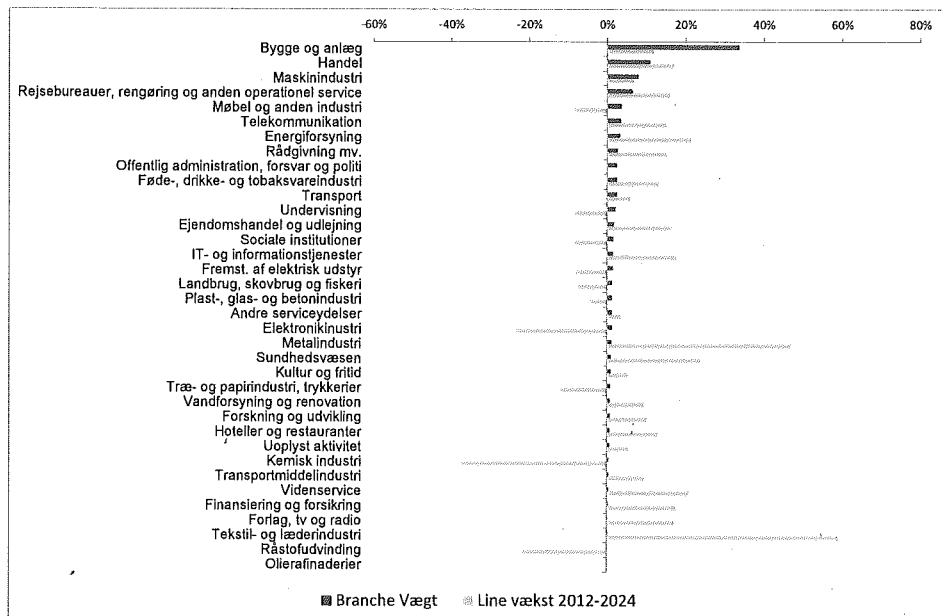 -60% -40% -20% 0% 20% 40% 60% 80%
Bygge og anlæg
Handel
Maskinindustri
Rejsebureauer, rengøring og anden operationel service
Møbel og anden industri
Telekommunikation
Energiforsyning
Rådgivning mv.
Offentlig administration, forsvar og politi
Føde-, drikke- og tobaksvareindustri
Transport
Undervisning
Ejendomshandel og udlejning
Sociale institutioner
IT- og informationstjenester
Fremst. af elektrisk udstyr
Landbrug, skovbrug og fiskeri
Plast-, glas- og betonindustri
Andre serviceydelser
Elektronikinustri
Metalindustri
Sundhedsvæsen
Kultur og fritid
Træ- og papirindustri, trykkerier
Vandforsyning og renovation
Forskning og udvikling
Hoteller og restauranter
Uoplyst aktivitet
Kemisk industri
Transportmiddelindustri
Videnservice
Finansiering og forsikring
Forlag, tv og radio
Tekstil- og læderindustri
Råstofudvinding
Olierafinaderier
Branche Vægt Line vækst 2012-2024